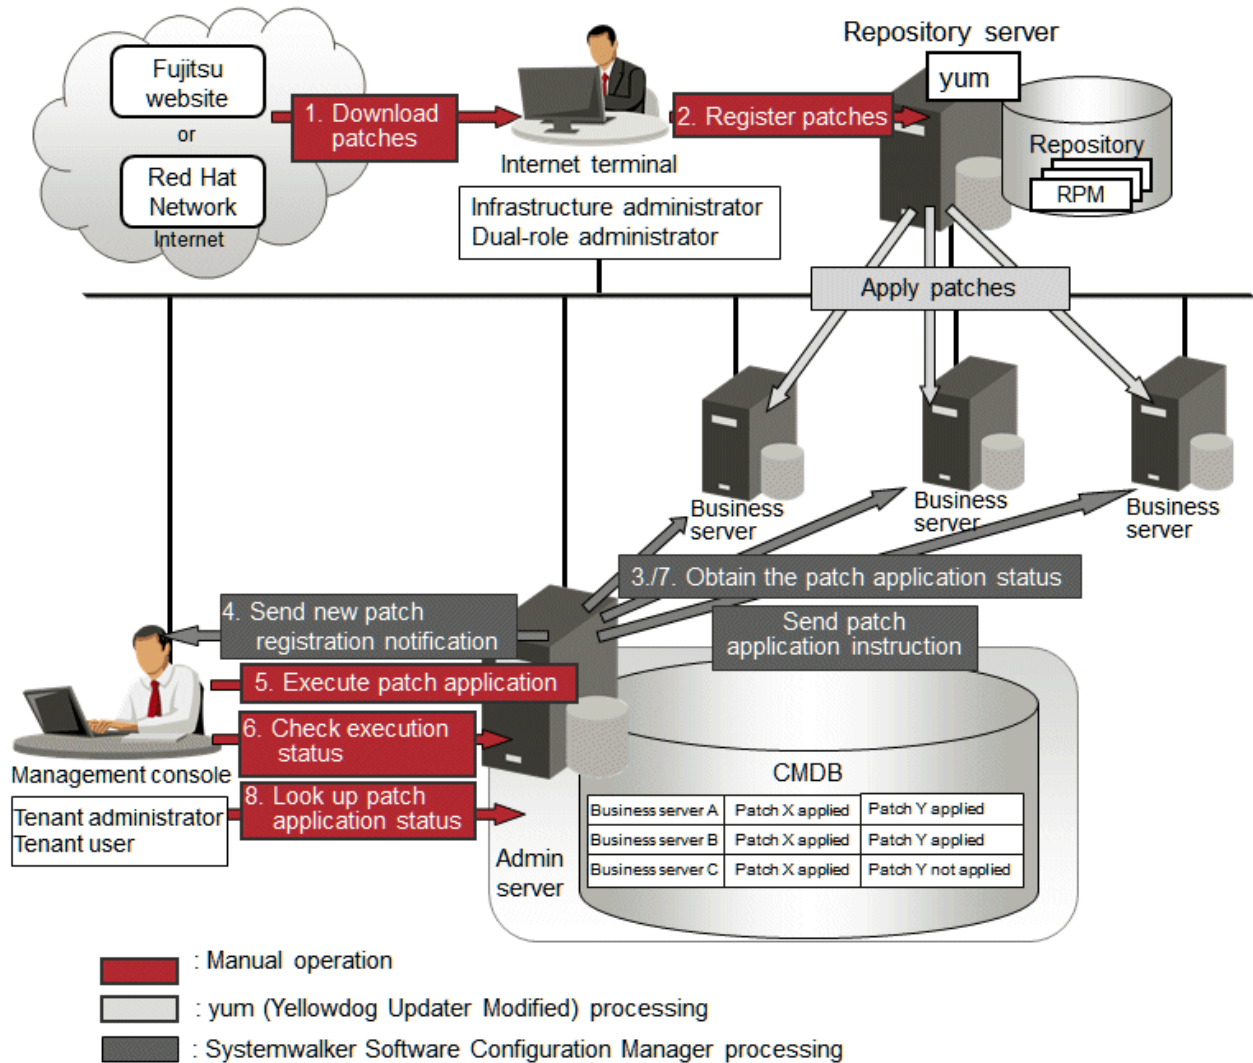 Fujitsu
website
or
Red Hat
Network
Internet
1. Download
patches
Internet terminal
Infrastructure administrator
Dual-role administrator
2. Register patches
Repository server
yum
Repository
RPM
Apply patches
Business
server
Business
server
Business
server
3./7. Obtain the patch application status
Send patch
application instruction
4. Send new patch
registration notification
5. Execute patch application
6. Check execution
status
Management console
Tenant administrator
Tenant user
8. Look up patch
application status
Admin
server
CMDB
Business server A Patch X applied Patch Y applied
Business server B Patch X applied Patch Y applied
Business server C Patch X applied Patch Y not applied
: Manual operation
: yum (Yellowdog Updater Modified) processing
: Systemwalker Software Configuration Manager processing